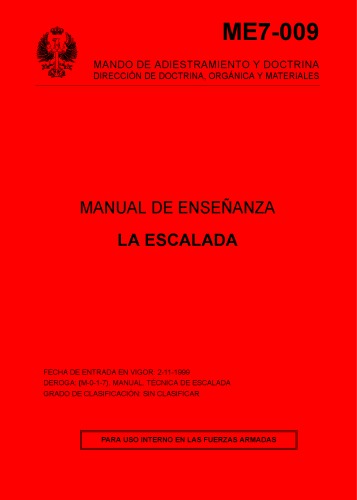 ME7-009
MANDO DE ADIESTRAMIENTO Y DOCTRINA
DIRECCIÓN DE DOCTRINA, ORGÁNICA Y MATERIALES
MANUAL DE ENSEÑANZA
LA ESCALADA
FECHA DE ENTRADA EN VIGOR: 2-11-1999
DEROGA: (M-0-1-7). MANUAL. TÉCNICA DE ESCALADA
GRADO DE CLASIFICACIÓN: SIN CLASIFICAR
PARA USO INTERNO EN LAS FUERZAS ARMADAS